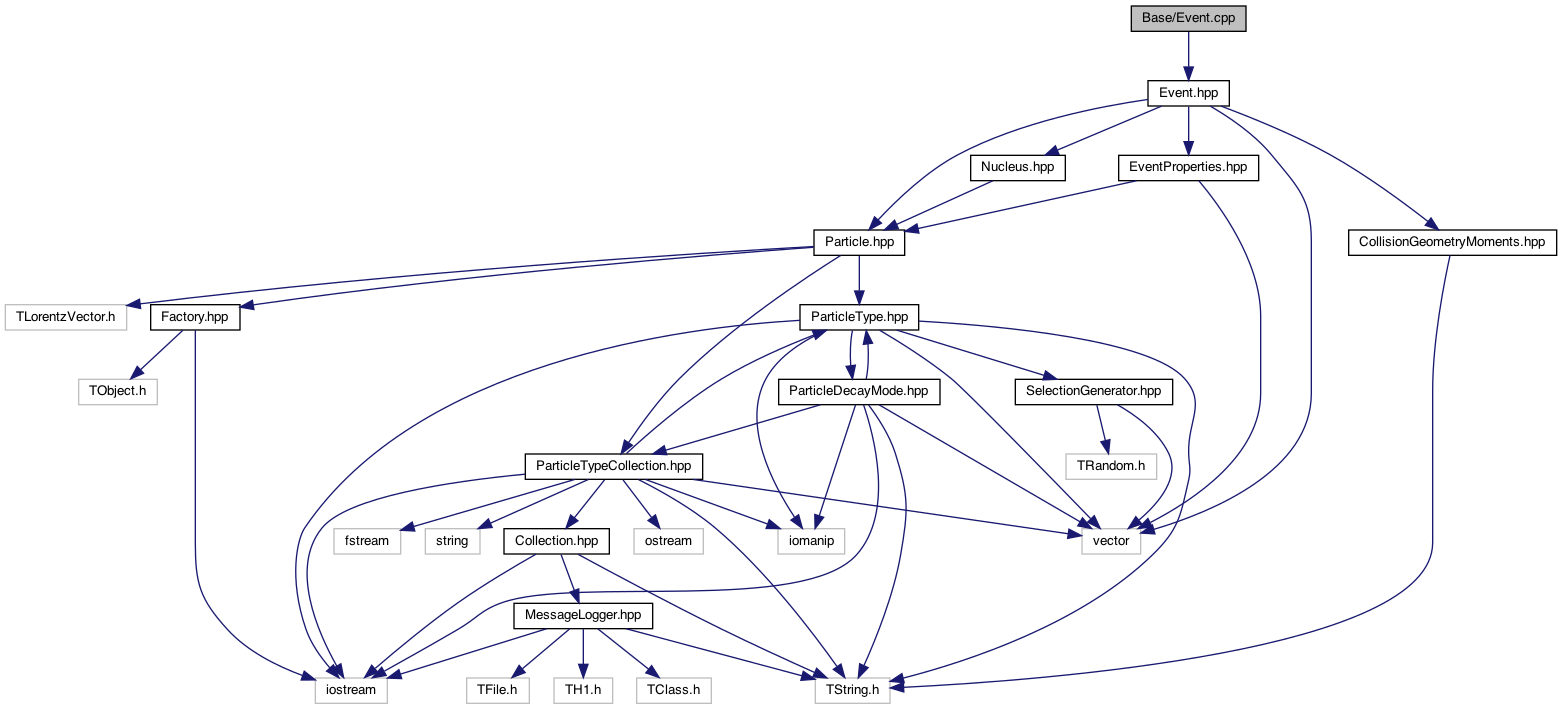 Base/Event.cpp
Event.hpp
Nucleus.hpp
EventProperties.hpp
Particle.hpp
CollisionGeometryMoments.hpp
TLorentzVector.h
Factory.hpp
ParticleType.hpp
TObject.h
ParticleDecayMode.hpp
SelectionGenerator.hpp
ParticleTypeCollection.hpp
TRandom.h
fstream
string
Collection.hpp
ostream
iomanip
vector
MessageLogger.hpp
iostream
TFile.h
TH1.h
TClass.h
TString.h